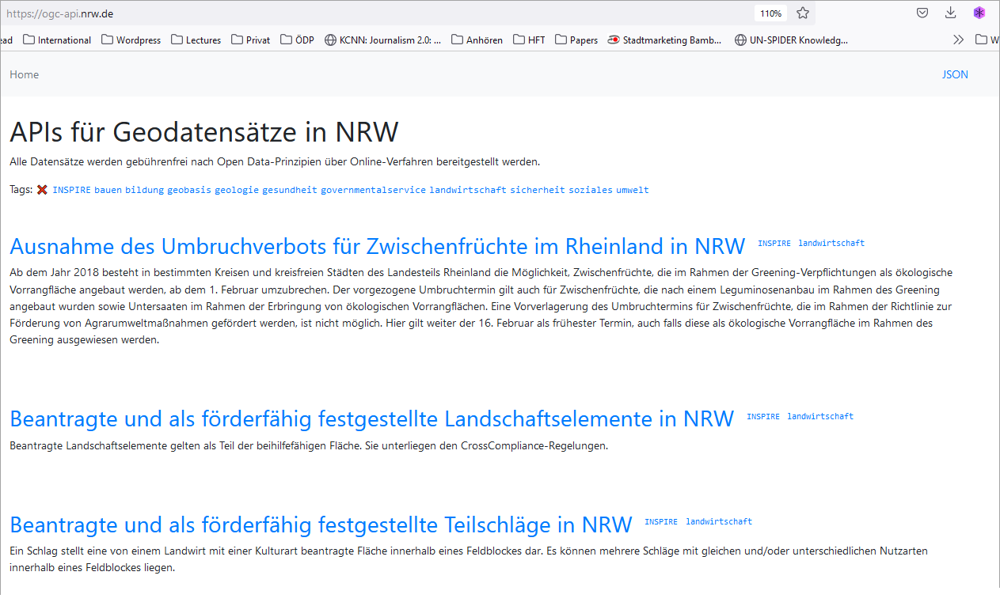 https://ogc-api.nrw.de 110%
ead International Wordpress Lectures Privat ÖDP KCNN: Journalism 2.0: ... Anhören HFT Papers Stadtmarketing Bamb... UN-SPIDER Knowledg... W
Home JSON
APIs für Geodatensätze in NRW
Alle Datensätze werden gebührenfrei nach Open Data-Prinzipien über Online-Verfahren bereitgestellt werden.
Tags: INSPIRE bauen bildung geobasis geologie gesundheit governmentalservice landwirtschaft sicherheit soziales umwelt
Ausnahme des Umbruchverbots für Zwischenfrüchte im Rheinland in NRW INSPIRE landwirtschaft
Ab dem Jahr 2018 besteht in bestimmten Kreisen und kreisfreien Städten des Landesteils Rheinland die Möglichkeit, Zwischenfrüchte, die im Rahmen der Greening-Verpflichtungen als ökologische
Vorrangfläche angebaut werden, ab dem 1. Februar umzubrechen. Der vorgezogene Umbruchtermin gilt auch für Zwischenfrüchte, die nach einem Leguminosenanbau im Rahmen des Greening
angebaut wurden sowie Untersaaten im Rahmen der Erbringung von ökologischen Vorrangflächen. Eine Vorverlagerung des Umbruchtermins für Zwischenfrüchte, die im Rahmen der Richtlinie zur
Förderung von Agrarumweltmaßnahmen gefördert werden, ist nicht möglich. Hier gilt weiter der 16. Februar als frühester Termin, auch falls diese als ökologische Vorrangfläche im Rahmen des
Greening ausgewiesen werden.
Beantragte und als förderfähig festgestellte Landschaftselemente in NRW INSPIRE landwirtschaft
Beantragte Landschaftselemente gelten als Teil der beihilfefähigen Fläche. Sie unterliegen den CrossCompliance-Regelungen.
Beantragte und als förderfähig festgestellte Teilschläge in NRW INSPIRE landwirtschaft
Ein Schlag stellt eine von einem Landwirt mit einer Kulturart beantragte Fläche innerhalb eines Feldblockes dar. Es können mehrere Schläge mit gleichen und/oder unterschiedlichen Nutzarten
innerhalb eines Feldblockes liegen.